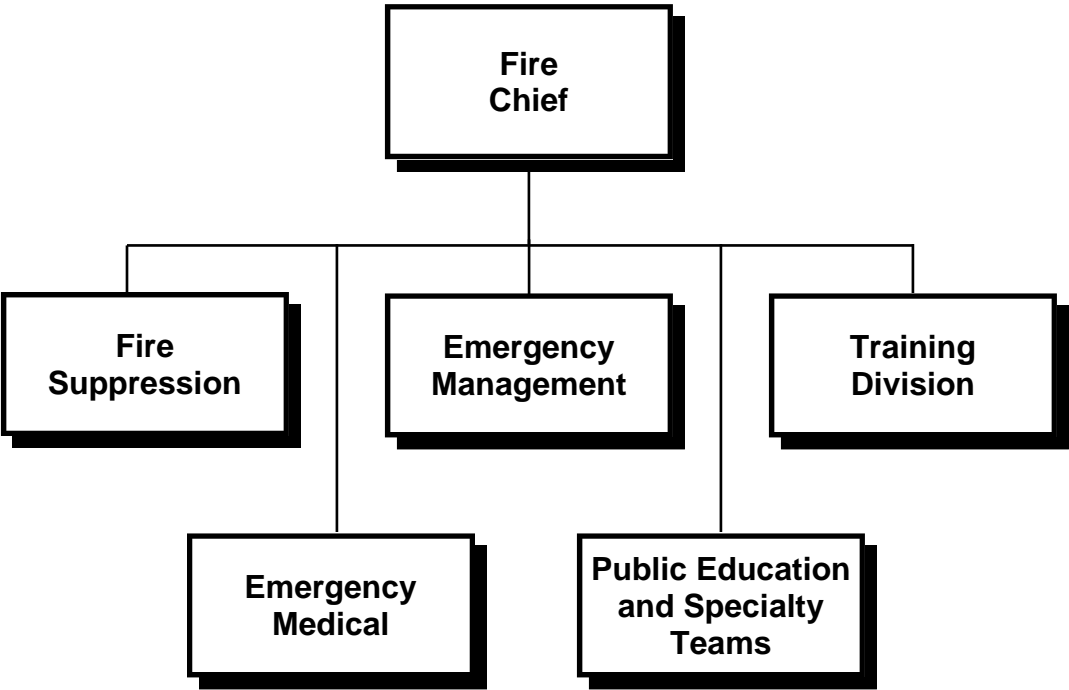 Fire
Chief
Fire
Suppression
Emergency
Management
Training
Division
Emergency
Medical
Public Education
and Specialty
Teams